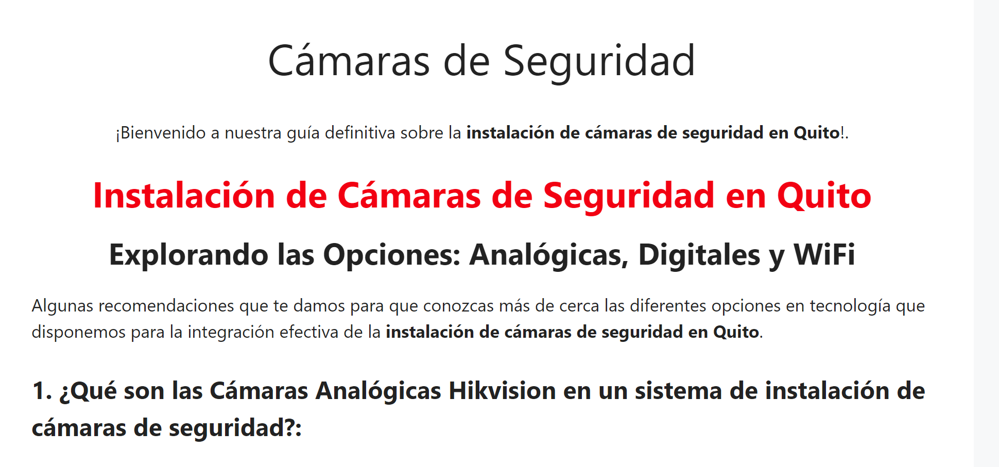 Cámaras de Seguridad
¡Bienvenido a nuestra guía definitiva sobre la instalación de cámaras de seguridad en Quito!.
Instalación de Cámaras de Seguridad en Quito
Explorando las Opciones: Analógicas, Digitales y WiFi
Algunas recomendaciones que te damos para que conozcas más de cerca las diferentes opciones en tecnología que
disponemos para la integración efectiva de la instalación de cámaras de seguridad en Quito.
1. ¿Qué son las Cámaras Analógicas Hikvision en un sistema de instalación de
cámaras de seguridad?: